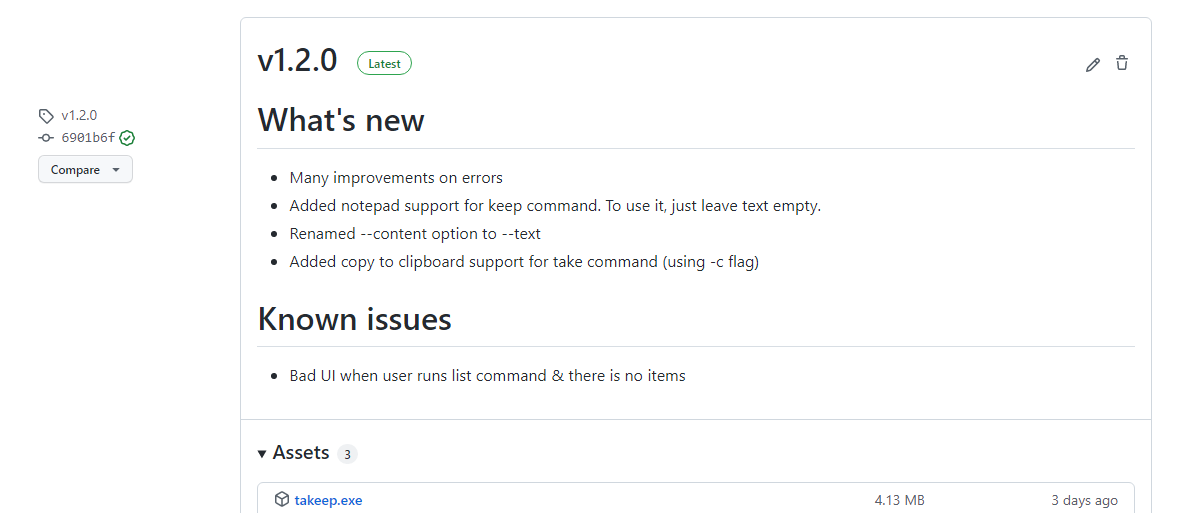 v1.2.0
6901b6f
Compare
v1.2.0 Latest
What's new
Many improvements on errors
Added notepad support for keep command. To use it, just leave text empty.
Renamed --content option to --text
Added copy to clipboard support for take command (using -c flag)
Known issues
Bad UI when user runs list command & there is no items
Assets 3
takeep.exe 4.13 MB 3 days ago